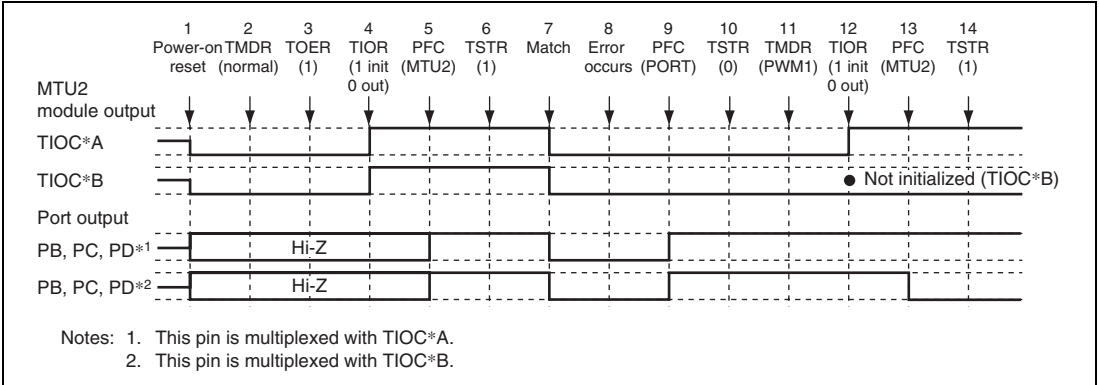 1 2 3 4 5 6 7 8 9 10 11 12 13 14
Power-on TMDR TOER TIOR PFC TSTR Match Error PFC TSTR TMDR TIOR PFC TSTR
reset (normal) (1) (1 init (MTU2) (1) occurs (PORT) (0) (PWM1) (1 init (MTU2) (1)
0 out) 0 out)
MTU2
module output
TIOC*A
TIOC*B
● Not initialized (TIOC*B)
Port output
PB, PC, PD*1 Hi-Z
PB, PC, PD*2 Hi-Z
Notes: 1. This pin is multiplexed with TIOC*A.
2. This pin is multiplexed with TIOC*B.